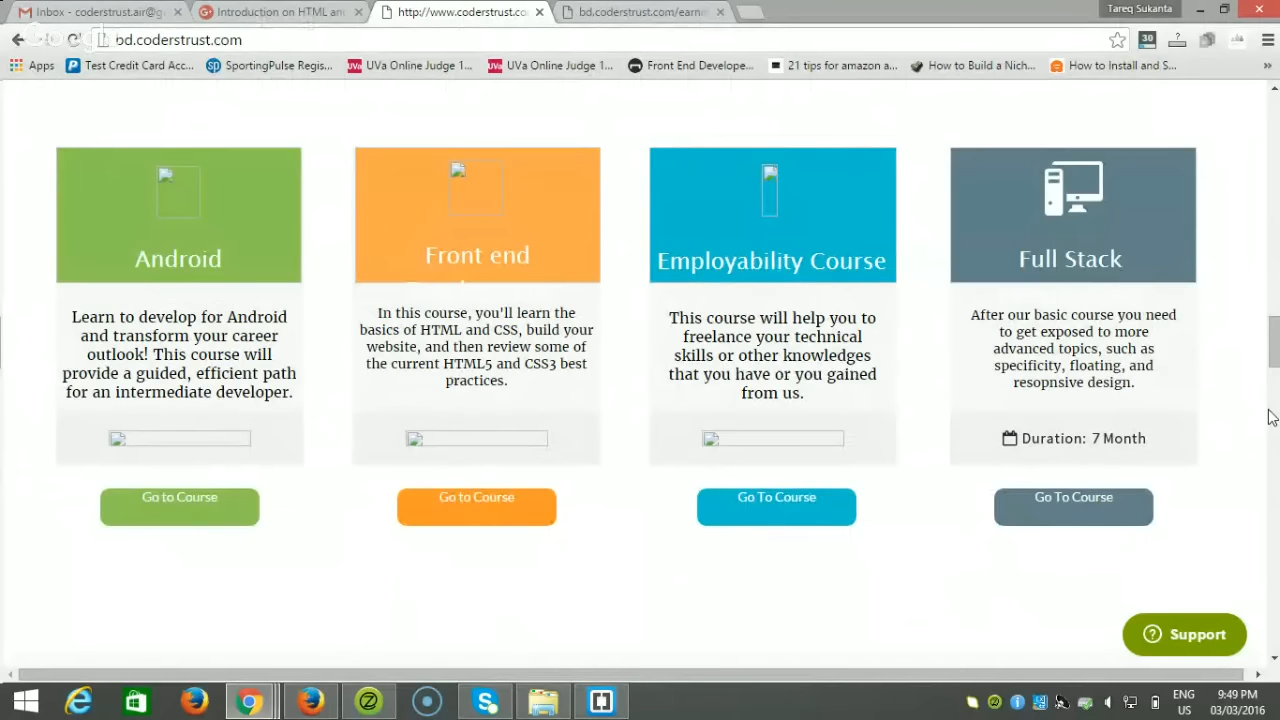 Inbox - coderstrust.air@g
Introduction on HTML and
http://www.coderstrust.co
bd.coderstrust.com/earn
Tareq Sukanta
bd.coderstrust.com
30
Apps
Test Credit Card Acc...
SportingPulse Regis...
UVa Online Judge 1...
UVa Online Judge 1...
Front End Develope...
21 tips for amazon a...
How to Build a Nich...
How to Install and S...
Android
Learn to develop for Android
and transform your career
outlook! This course will
provide a guided, efficient path
for an intermediate developer.
Go to Course
Front end
In this course, you'll learn the
basics of HTML and CSS, build your
website, and then review some of
the current HTML5 and CSS3 best
practices.
Go to Course
Employability Course
This course will help you to
freelance your technical
skills or other knowledges
that you have or you gained
from us.
Go To Course
Full Stack
After our basic course you need
to get exposed to more
advanced topics, such as
specificity, floating, and
resopnsive design.
Duration: 7 Month
Go To Course
Support
ENG
US
9:49 PM
03/03/2016